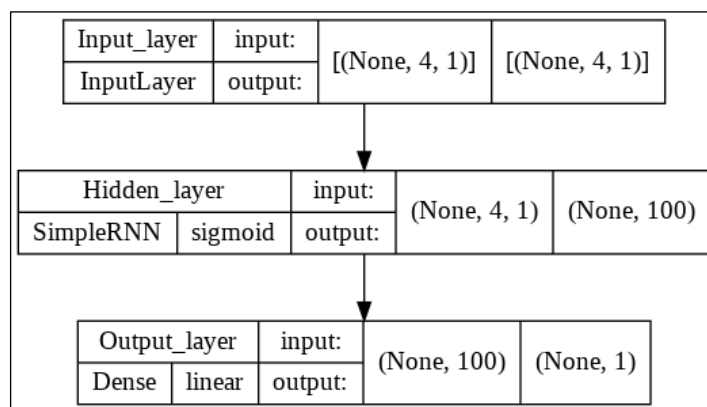 Input_layer input: [(None, 4, 1)] [(None, 4, 1)]
InputLayer output:
Hidden_layer input: (None, 4, 1) (None, 100)
SimpleRNN sigmoid output:
Output_layer input: (None, 100) (None, 1)
Dense linear output: